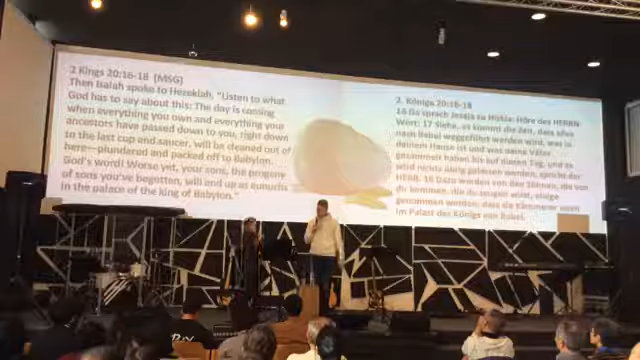 2 Kings 20:16-18 (MSG)
Then Isaiah spoke to Hezekiah, "Listen to what
God has to say about this: The day is coming
when everything you own and everything your
ancestors have passed down to you, right down
to the last cup and saucer, will be cleaned out of
here—plundered and packed off to Babylon.
God's word! Worse yet, your sons, the progeny
of sons you've begotten, will end up as eunuchs
in the palace of the king of Babylon."
2. Könige 20:16-18
16 Da sprach Jesaja zu Hiskia: Höre des HERRN
Wort: 17 Siehe, es kommt die Zeit, dass alles
nach Babel weggeführt werden wird, was in
deinem Hause ist und was deine Väter
gesammelt haben bis auf diesen Tag, und es
wird nichts übrig gelassen werden, spricht der
HERR. 18 Dazu werden von den Söhnen, die von
dir kommen, die du zeugen wirst, einige
genommen werden, dass sie Kämmerer seien
im Palast des Königs von Babel.